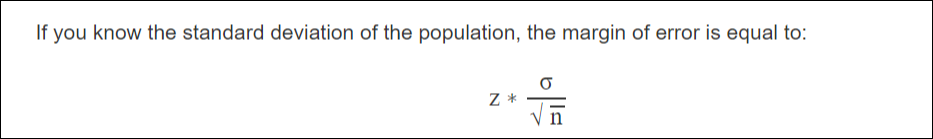 If you know the standard deviation of the population, the margin of error is equal to:
z * σ
√n